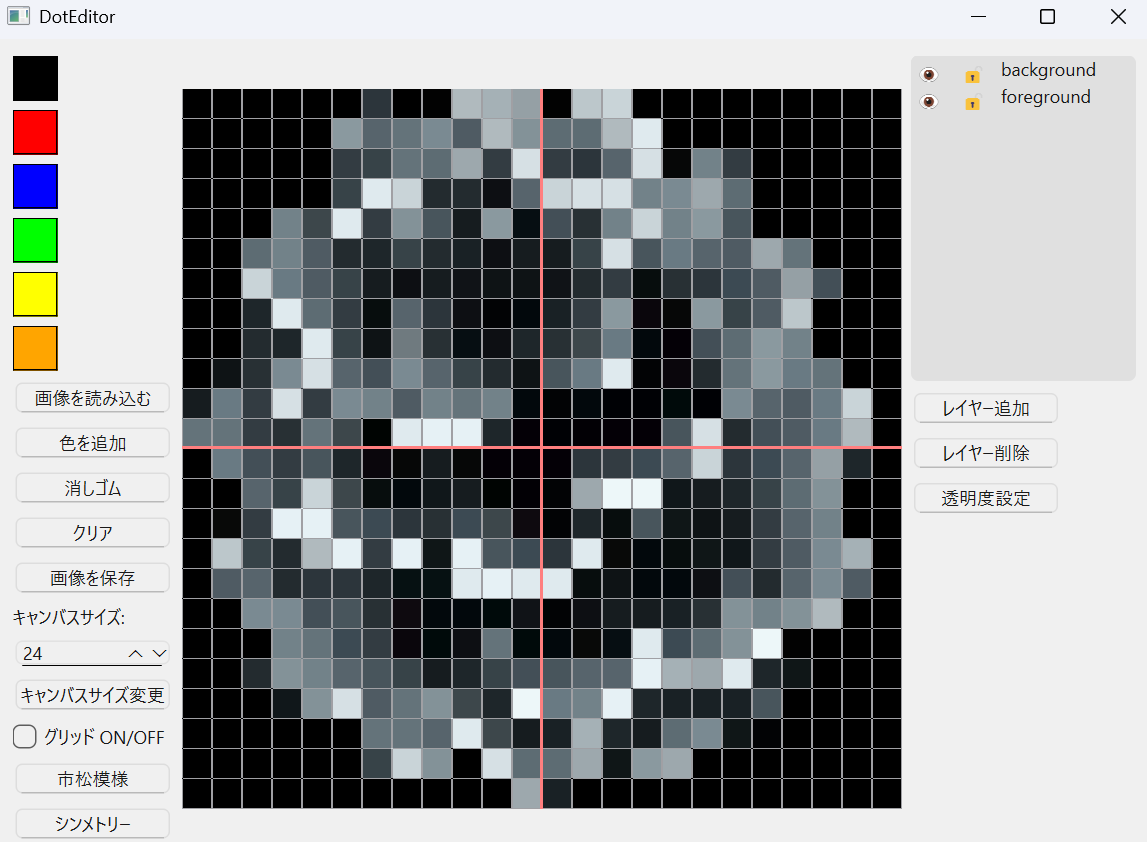 DotEditor
画像を読み込む
色を追加
消しゴム
クリア
画像を保存
キャンバスサイズ:
24
キャンバスサイズ変更
グリッド ON/OFF
市松模様
シンメトリー
background
foreground
レイヤー追加
レイヤー削除
透明度設定